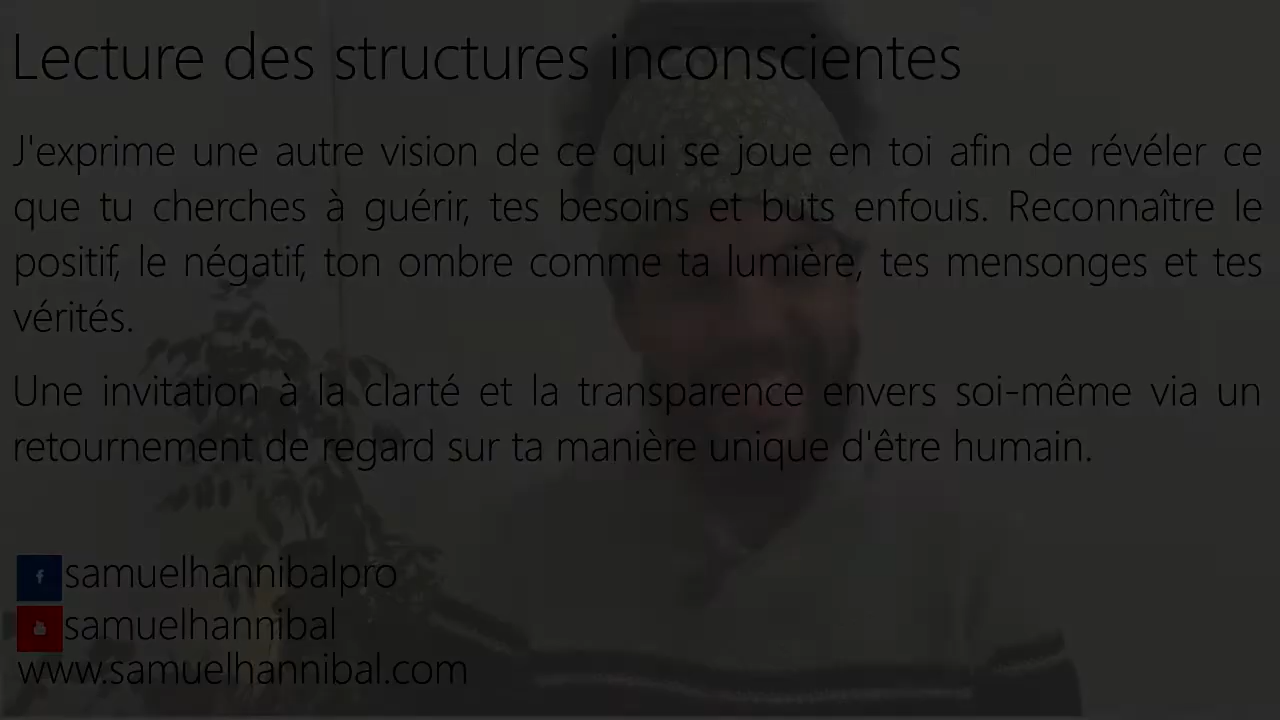 Lecture des structures inconscientes
J'exprime une autre vision de ce qui se joue en toi afin de révéler ce
que tu cherches à guérir, tes besoins et buts enfouis. Reconnaître le
positif, le négatif, ton ombre comme ta lumière, tes mensonges et tes
vérités.
Une invitation à la clarté et la transparence envers soi-même via un
retournement de regard sur ta manière unique d'être humain.
samuelhannibalpro
samuelhannibal
www.samuelhannibal.com